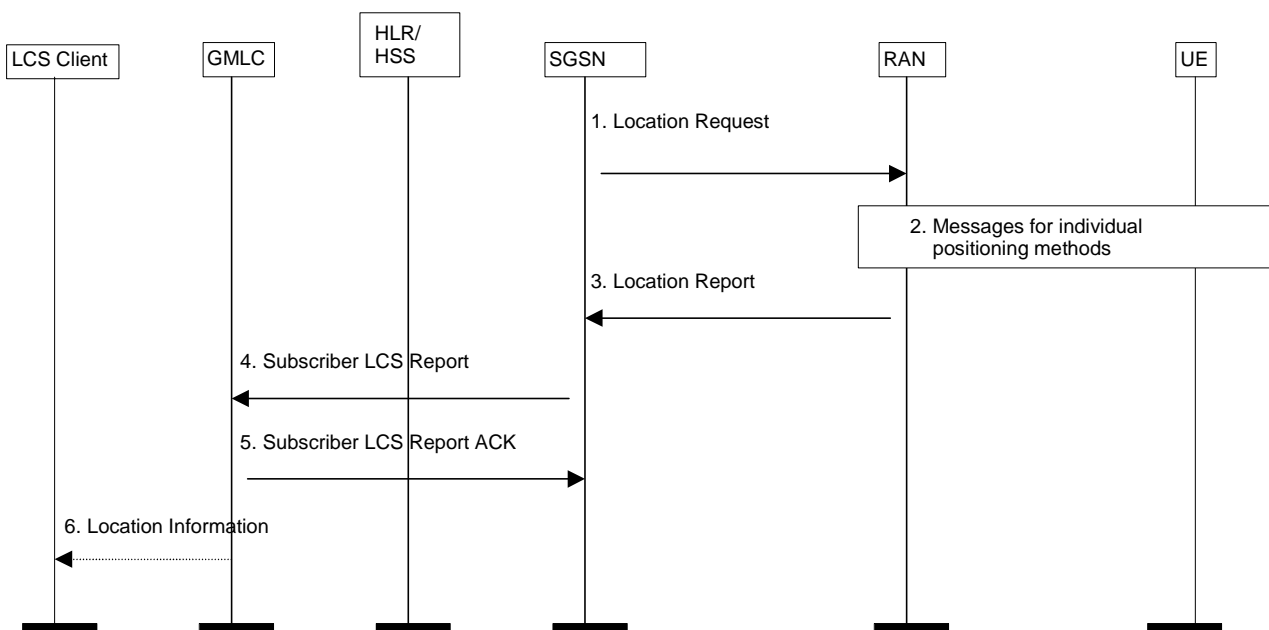 HLR/
HSS
LCS Client
GMLC
SGSN
RAN
UE
1. Location Request
2. Messages for individual
positioning methods
3. Location Report
4. Subscriber LCS Report
5. Subscriber LCS Report ACK
6. Location Information